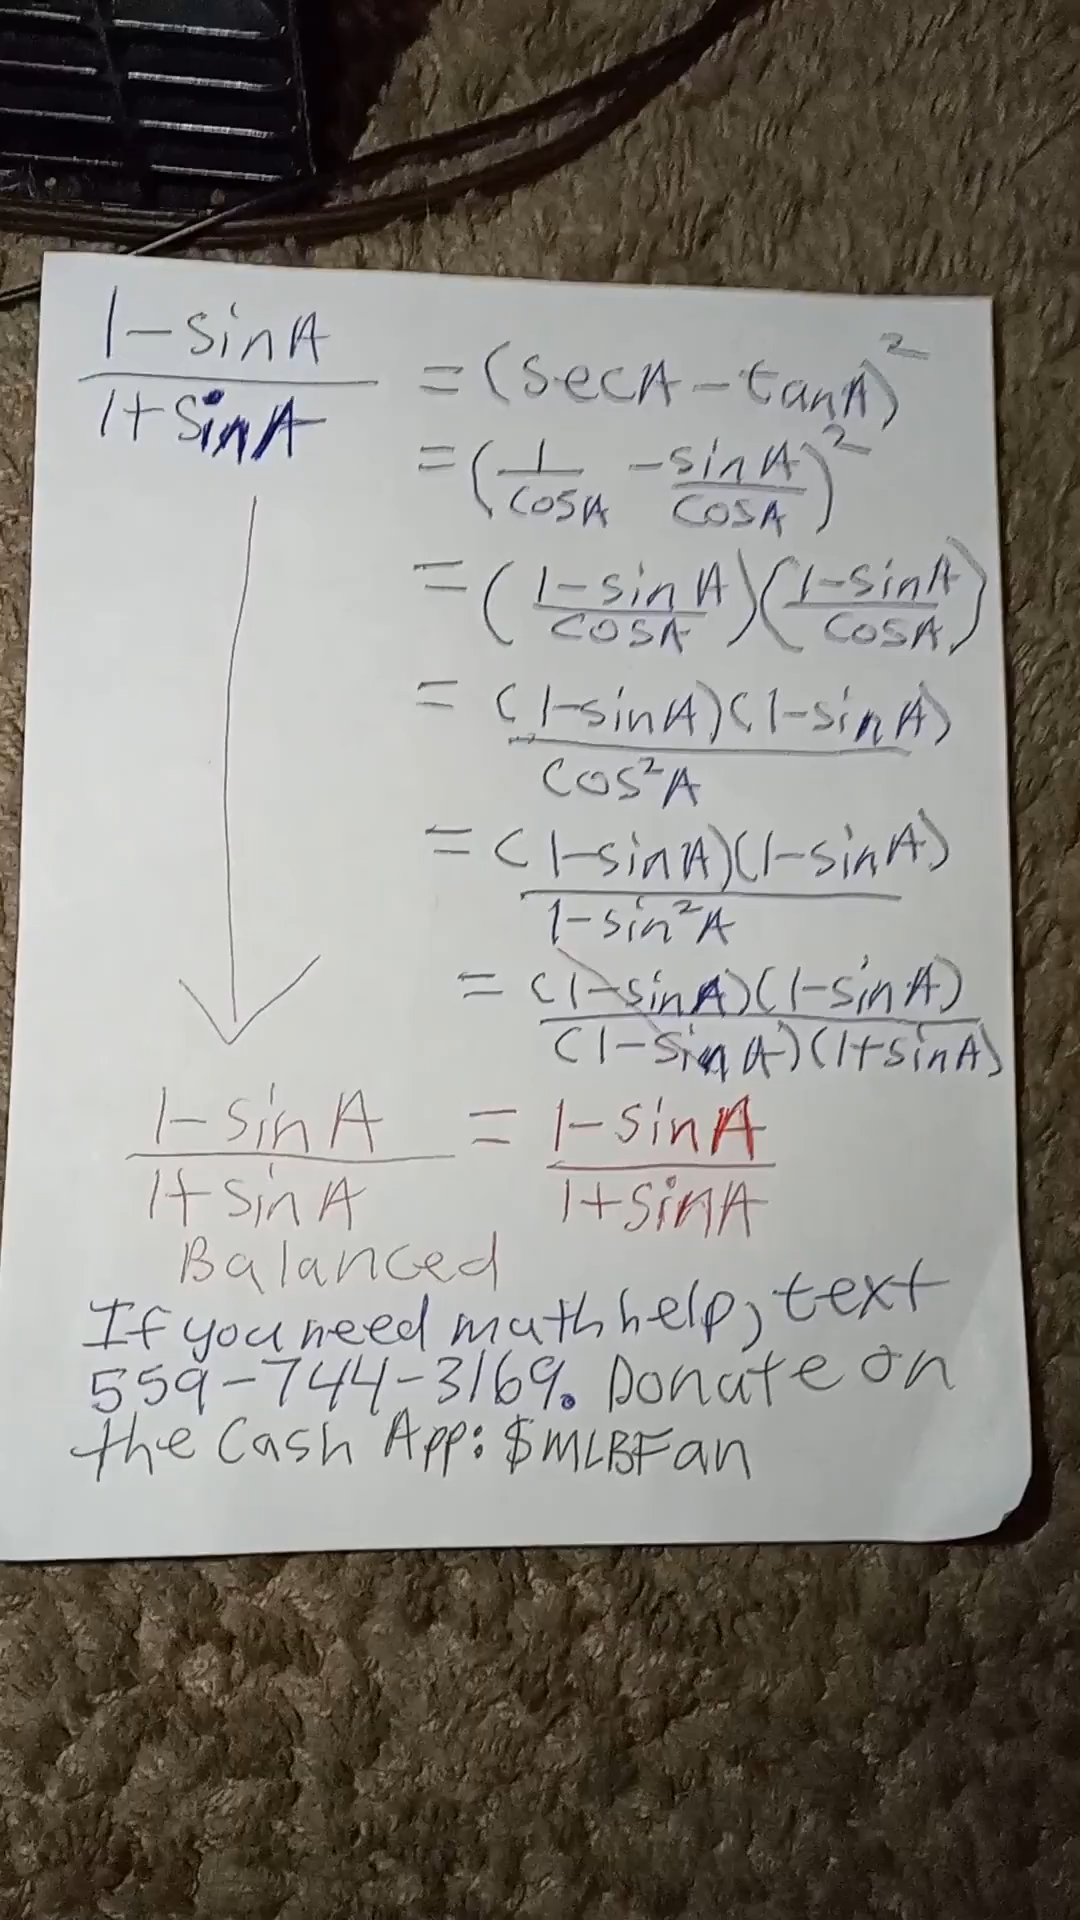 1-sinA / 1+sinA = (secA-tanA)²
= (1/cosA - sinA/cosA)²
= (1-sinA/cosA)(1-sinA/cosA)
= (1-sinA)(1-sinA) / cos²A
= (1-sinA)(1-sinA) / 1-sin²A
= (1-sinA)(1-sinA) / (1-sinA)(1+sinA)
1-sinA / 1+sinA = 1-sinA / 1+sinA
Balanced
If you need math help, text
559-744-3169. Donate on
the Cash App: $MLBFan